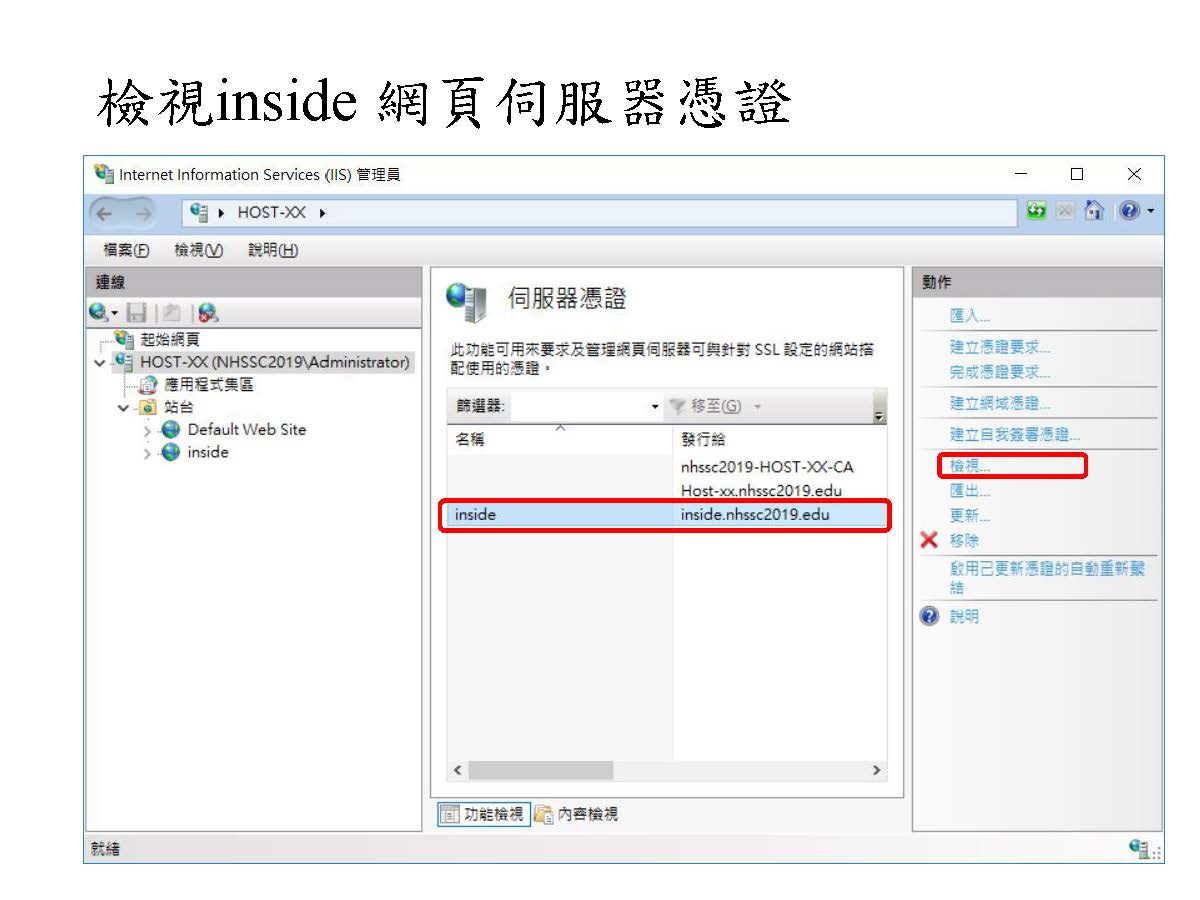 檢視inside 網頁伺服器憑證
Internet Information Services (IIS) 管理員
HOST-XX
檔案(F) 檢視(V) 說明(H)
連線
起始網頁
HOST-XX (NHSSC2019\Administrator)
應用程式集區
站台
Default Web Site
inside
伺服器憑證
此功能可用來要求及管理網頁伺服器可與針對 SSL 設定的網站搭
配使用的憑證。
篩選器: 移至(G)
名稱 發行給
nhssc2019-HOST-XX-CA
Host-xx.nhssc2019.edu
inside inside.nhssc2019.edu
功能檢視 內容檢視
動作
匯入...
建立憑證要求...
完成憑證要求...
建立網域憑證...
建立自我簽署憑證...
檢視...
匯出...
更新...
移除
啟用已更新憑證的自動重新繫
結
說明
就緒